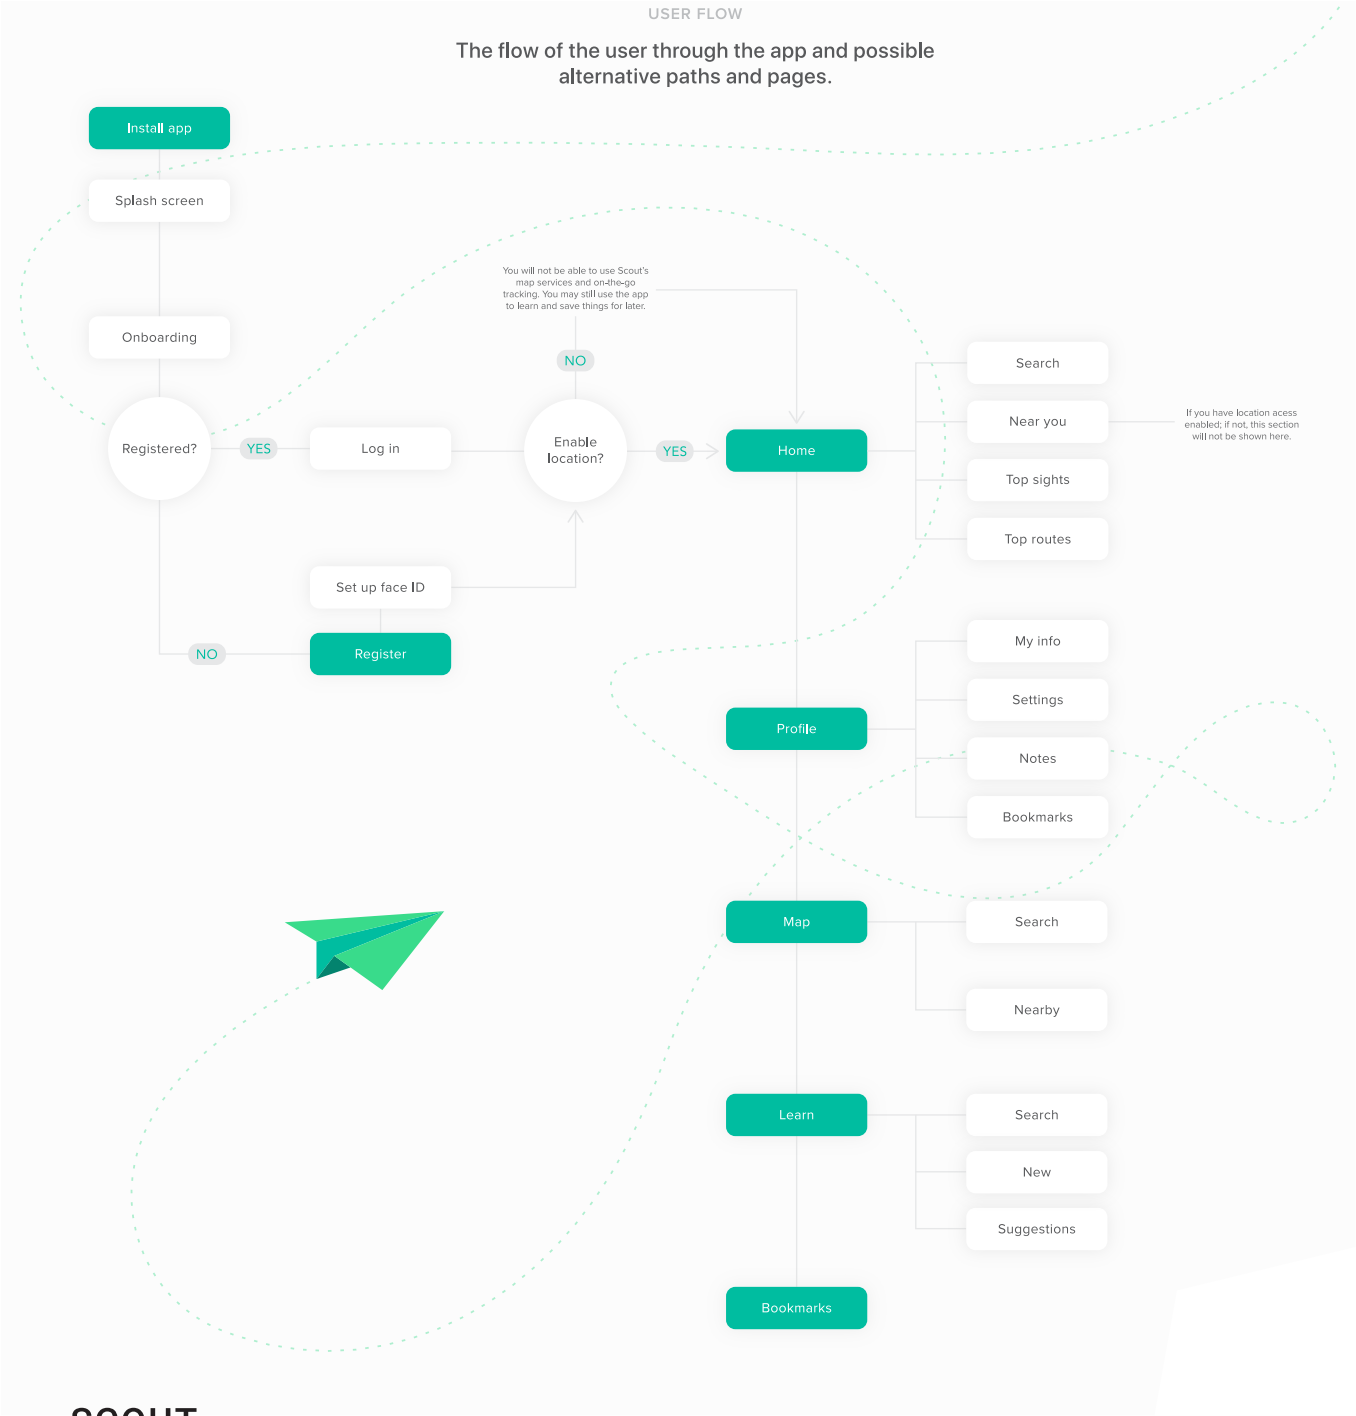 USER FLOW
The flow of the user through the app and possible
alternative paths and pages.
Install app
Splash screen
Onboarding
Registered?
YES
Log in
NO
Register
Set up face ID
Enable
location?
NO
You will not be able to use Scout's
map services and on-the-go
tracking. You may still use the app
to learn and save things for later.
YES
Home
Search
Near you
If you have location acess
enabled; if not, this section
will not be shown here.
Top sights
Top routes
Profile
My info
Settings
Notes
Bookmarks
Map
Search
Nearby
Learn
Search
New
Suggestions
Bookmarks
SCOUT